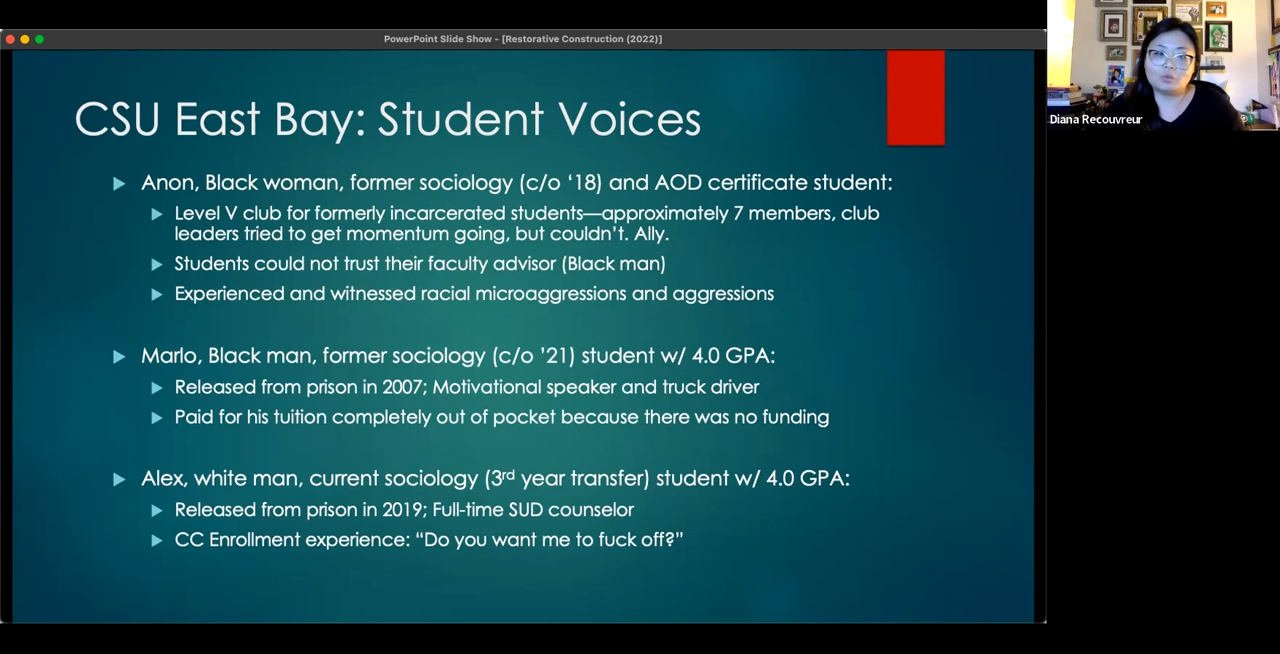 PowerPoint Slide Show - [Restorative Construction (2022)]
CSU East Bay: Student Voices
Anon, Black woman, former sociology (c/o ‘18) and AOD certificate student:
Level V club for formerly incarcerated students—approximately 7 members, club
leaders tried to get momentum going, but couldn’t. Ally.
Students could not trust their faculty advisor (Black man)
Experienced and witnessed racial microaggressions and aggressions
Marlo, Black man, former sociology (c/o ’21) student w/ 4.0 GPA:
Released from prison in 2007; Motivational speaker and truck driver
Paid for his tuition completely out of pocket because there was no funding
Alex, white man, current sociology (3rd year transfer) student w/ 4.0 GPA:
Released from prison in 2019; Full-time SUD counselor
CC Enrollment experience: “Do you want me to fuck off?”
Diana Recouvreur